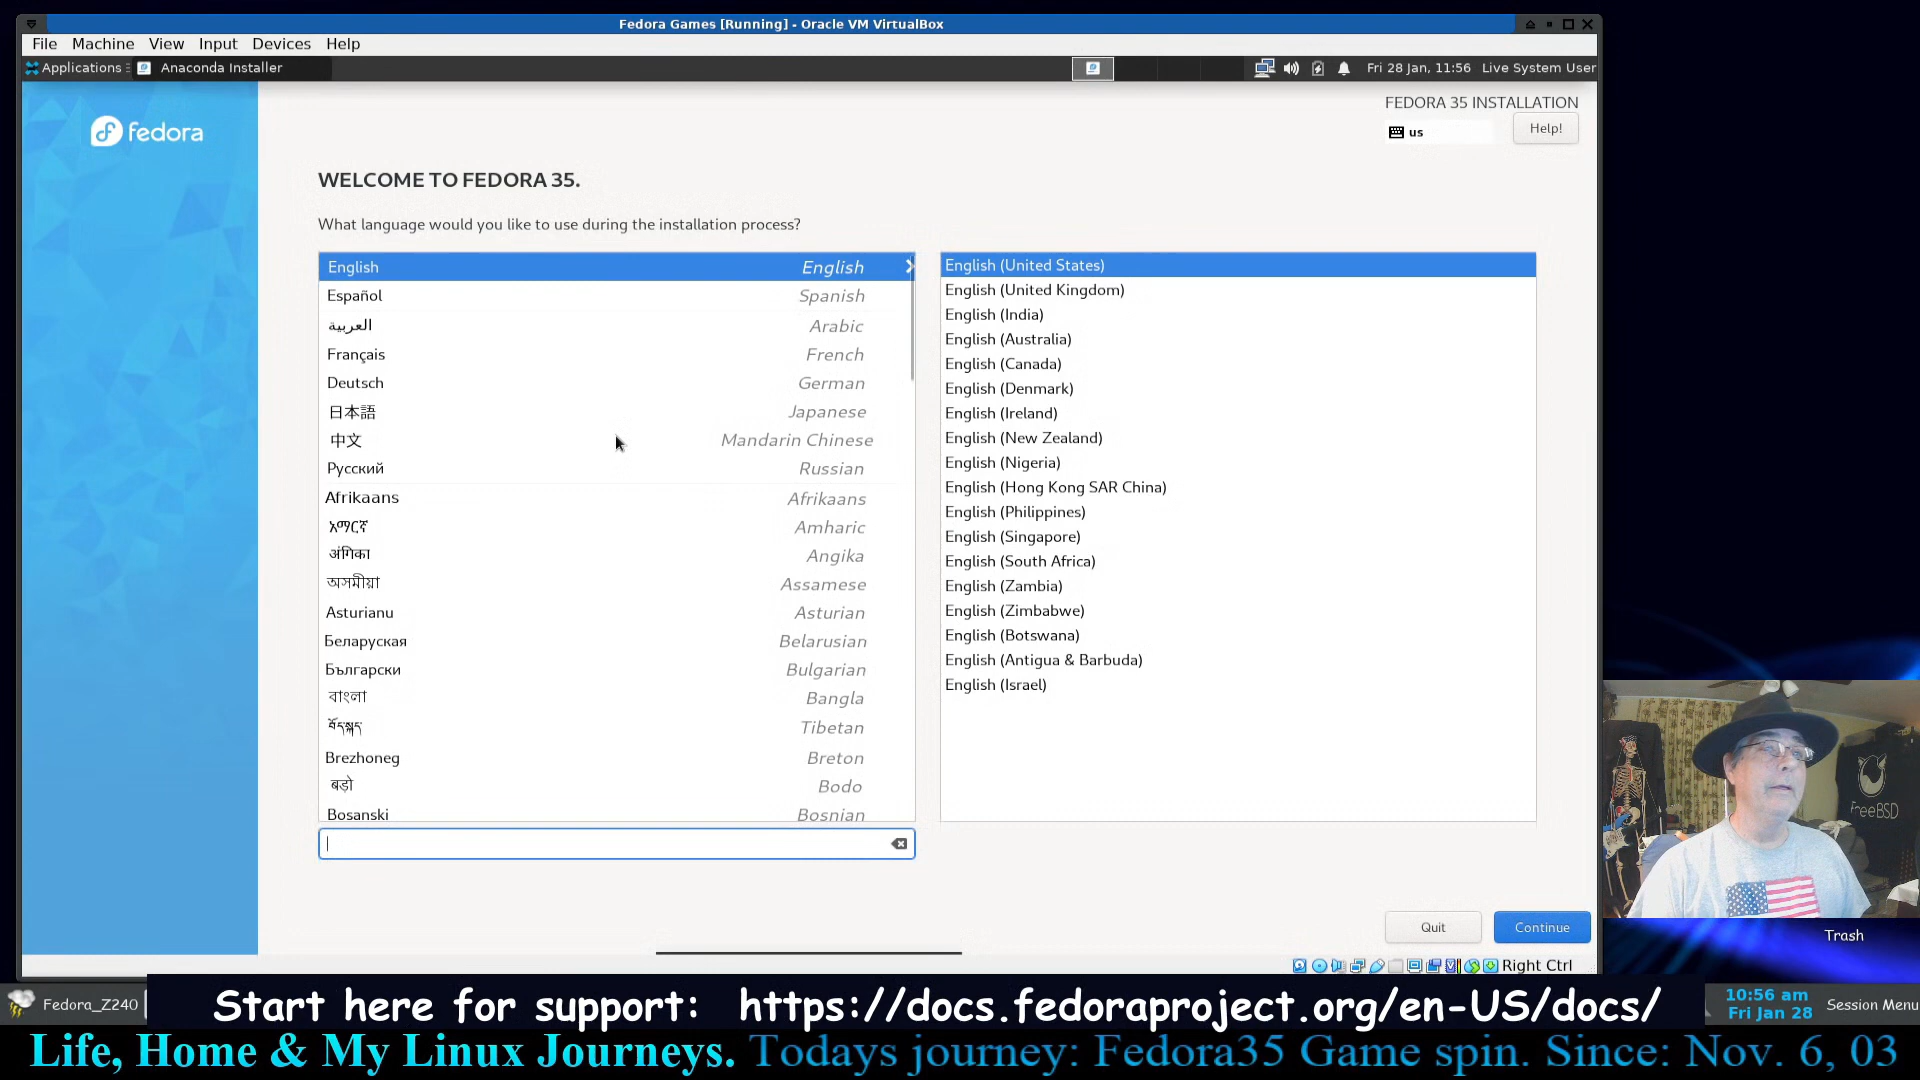 Fedora Games [Running] - Oracle VM VirtualBox
File Machine View Input Devices Help
Applications Anaconda Installer Fri 28 Jan, 11:56 Live System User
fedora
FEDORA 35 INSTALLATION
us Help!
WELCOME TO FEDORA 35.
What language would you like to use during the installation process?
English English
Español Spanish
العربية Arabic
Français French
Deutsch German
日本語 Japanese
中文 Mandarin Chinese
Русский Russian
Afrikaans Afrikaans
አማርኛ Amharic
अंगिका Angika
অসমীয়া Assamese
Asturianu Asturian
Беларуская Belarusian
Български Bulgarian
বাংলা Bangla
བོད་སྐད་ Tibetan
Brezhoneg Breton
बड़ो Bodo
Bosanski Bosnian
English (United States)
English (United Kingdom)
English (India)
English (Australia)
English (Canada)
English (Denmark)
English (Ireland)
English (New Zealand)
English (Nigeria)
English (Hong Kong SAR China)
English (Philippines)
English (Singapore)
English (South Africa)
English (Zambia)
English (Zimbabwe)
English (Botswana)
English (Antigua & Barbuda)
English (Israel)
Quit Continue
FreeBSD
Trash
Right Ctrl
Fedora_Z240
Start here for support: https://docs.fedoraproject.org/en-US/docs/
10:56 am
Fri Jan 28
Session Menu
Life, Home & My Linux Journeys. Todays journey: Fedora35 Game spin. Since: Nov. 6, 03